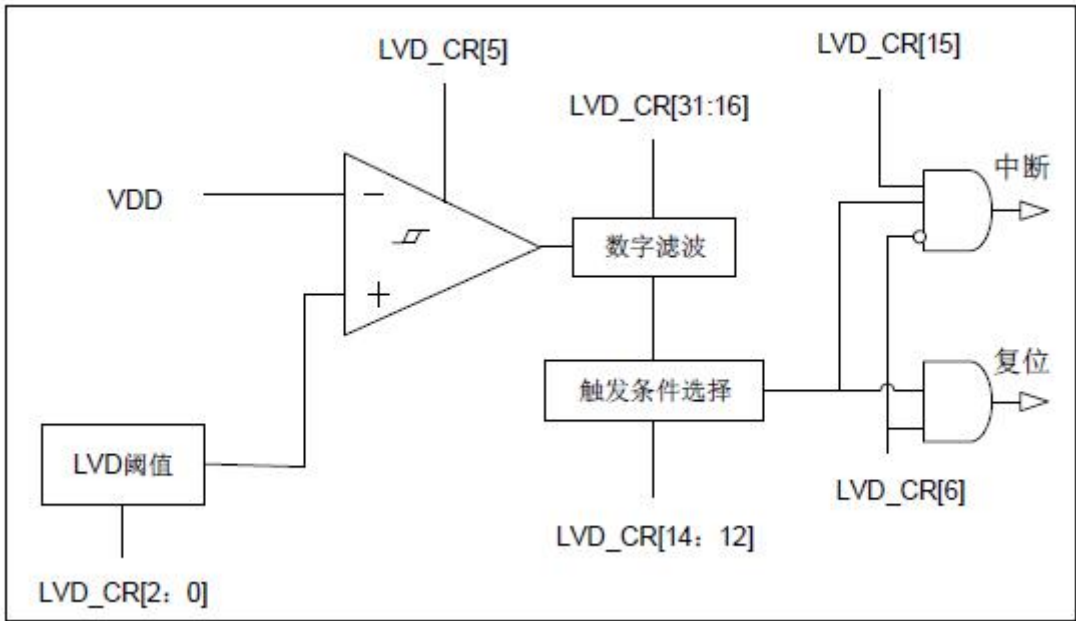 LVD_CR[5]
LVD_CR[15]
LVD_CR[31:16]
中断
VDD
数字滤波
复位
触发条件选择
LVD阈值
LVD_CR[6]
LVD_CR[14：12]
LVD_CR[2：0]